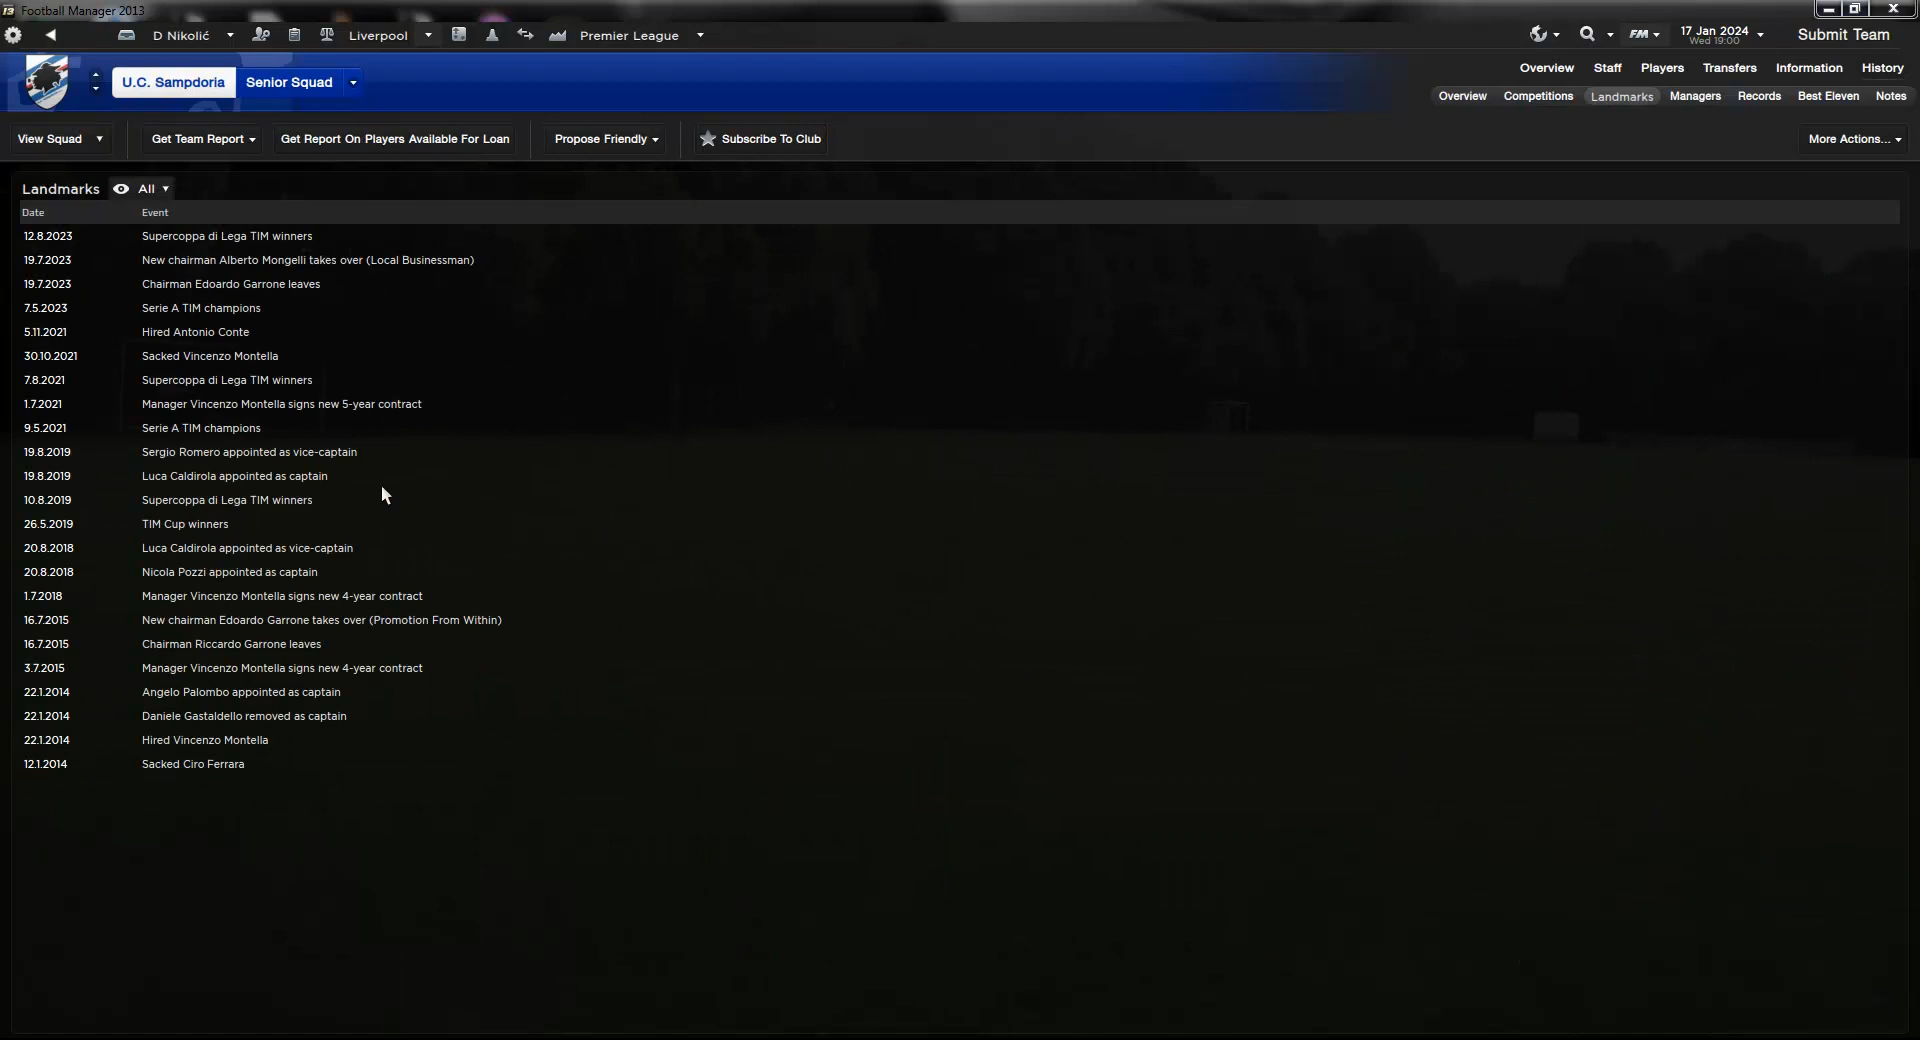 Football Manager 2013
D Nikolić Liverpool Premier League 17 Jan 2024 Submit Team
Wed 19:00
U.C. Sampdoria Senior Squad Overview Staff Players Transfers Information History
Overview Competitions Landmarks Managers Records Best Eleven Notes
View Squad Get Team Report Get Report On Players Available For Loan Propose Friendly Subscribe To Club More Actions...
Landmarks All
Date Event
12.8.2023 Supercoppa di Lega TIM winners
19.7.2023 New chairman Alberto Mongelli takes over (Local Businessman)
19.7.2023 Chairman Edoardo Garrone leaves
7.5.2023 Serie A TIM champions
5.11.2021 Hired Antonio Conte
30.10.2021 Sacked Vincenzo Montella
7.8.2021 Supercoppa di Lega TIM winners
1.7.2021 Manager Vincenzo Montella signs new 5-year contract
9.5.2021 Serie A TIM champions
19.8.2019 Sergio Romero appointed as vice-captain
19.8.2019 Luca Caldirola appointed as captain
10.8.2019 Supercoppa di Lega TIM winners
26.5.2019 TIM Cup winners
20.8.2018 Luca Caldirola appointed as vice-captain
20.8.2018 Nicola Pozzi appointed as captain
1.7.2018 Manager Vincenzo Montella signs new 4-year contract
16.7.2015 New chairman Edoardo Garrone takes over (Promotion From Within)
16.7.2015 Chairman Riccardo Garrone leaves
3.7.2015 Manager Vincenzo Montella signs new 4-year contract
22.1.2014 Angelo Palombo appointed as captain
22.1.2014 Daniele Gastaldello removed as captain
22.1.2014 Hired Vincenzo Montella
12.1.2014 Sacked Ciro Ferrara